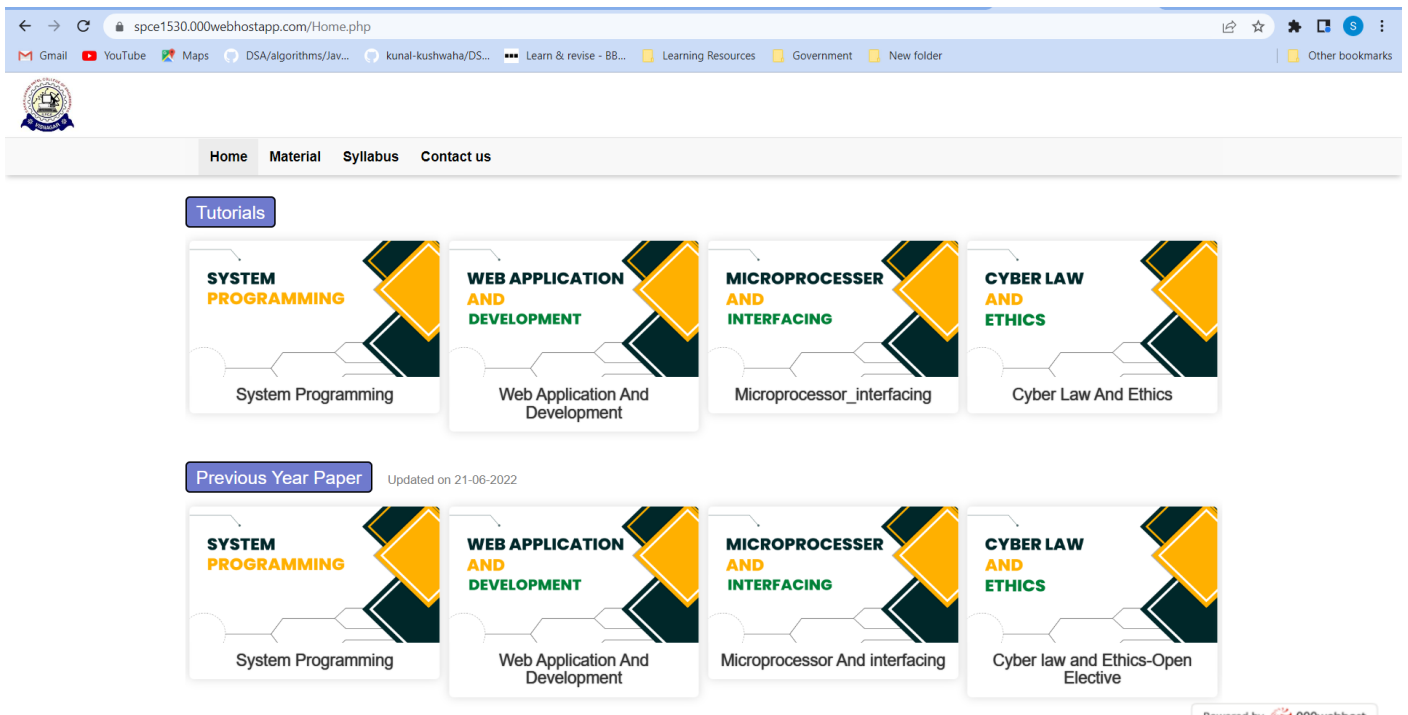 spce1530.000webhostapp.com/Home.php
S
Gmail YouTube Maps DSA/algorithms/Jav... kunal-kushwaha/DS... Learn & revise - BB... Learning Resources Government New folder Other bookmarks
VISNAGAR
Home Material Syllabus Contact us
Tutorials
SYSTEM
PROGRAMMING
System Programming
WEB APPLICATION
AND
DEVELOPMENT
Web Application And
Development
MICROPROCESSER
AND
INTERFACING
Microprocessor_interfacing
CYBER LAW
AND
ETHICS
Cyber Law And Ethics
Previous Year Paper Updated on 21-06-2022
SYSTEM
PROGRAMMING
System Programming
WEB APPLICATION
AND
DEVELOPMENT
Web Application And
Development
MICROPROCESSER
AND
INTERFACING
Microprocessor And interfacing
CYBER LAW
AND
ETHICS
Cyber law and Ethics-Open
Elective
Powered by 000webhost